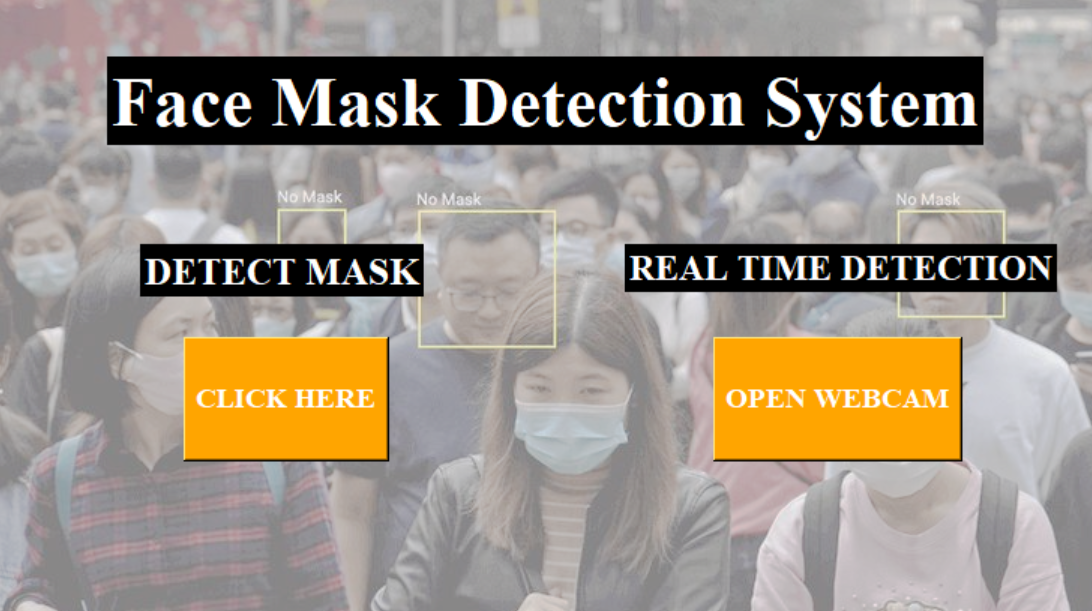 Face Mask Detection System
No Mask
No Mask
No Mask
DETECT MASK
REAL TIME DETECTION
CLICK HERE
OPEN WEBCAM